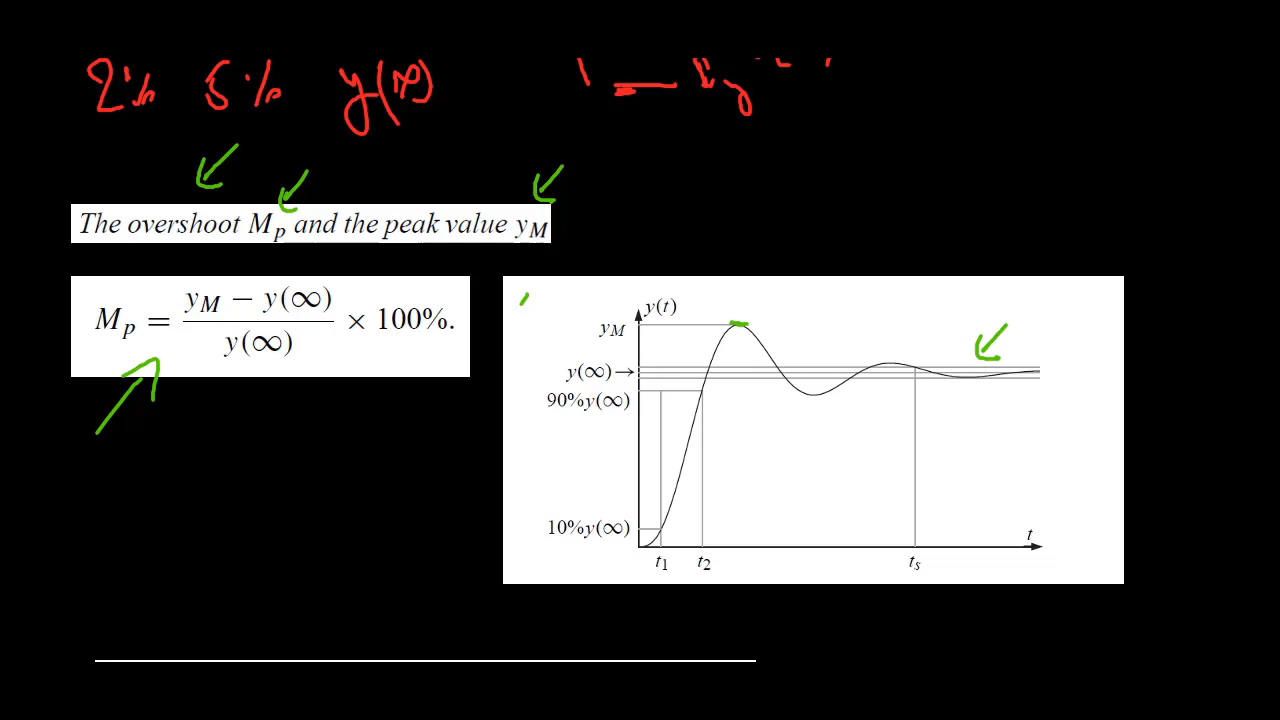 2% 5% y(∞)
The overshoot Mp and the peak value yM
Mp = (yM − y(∞)) / y(∞) × 100%.
y(t)
yM
y(∞)→
90%y(∞)
10%y(∞)
t
t1 t2 ts